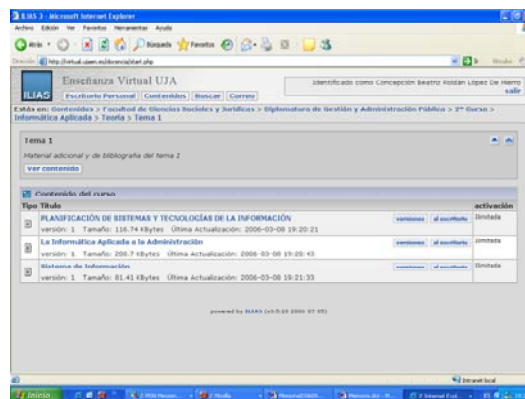 ILIAS 3 - Microsoft Internet Explorer
Archivo Edición Ver Favoritos Herramientas Ayuda
Atrás Búsqueda Favoritos
Dirección
Enseñanza Virtual UJA
ILIAS
Identificado como Concepción Beatriz Roldán López De Hierro
salir
Escritorio Personal Contenidos Buscar Correo
Estás en: Contenidos > Facultad de Ciencias Sociales y Jurídicas > Diplomatura de Gestión y Administración Pública > 2º Curso >
Informática Aplicada > Teoría > Tema 1
Tema 1
Material adicional y de bibliografía del tema 1
Ver contenido
Contenido del curso
Tipo Título activación
PLANIFICACIÓN DE SISTEMAS Y TECNOLOGÍAS DE LA INFORMACIÓN versiones al escritorio ilimitada
versión: 1 Tamaño: 116.74 KBytes Última Actualización: 2006-03-08 19:20:21
La Informática Aplicada a la Administración versiones al escritorio ilimitada
versión: 1 Tamaño: 206.7 KBytes Última Actualización: 2006-03-08 19:20:43
Sistema de Información versiones al escritorio ilimitada
versión: 1 Tamaño: 81.41 KBytes Última Actualización: 2006-03-08 19:21:33
powered by ILIAS
Intranet local
Inicio